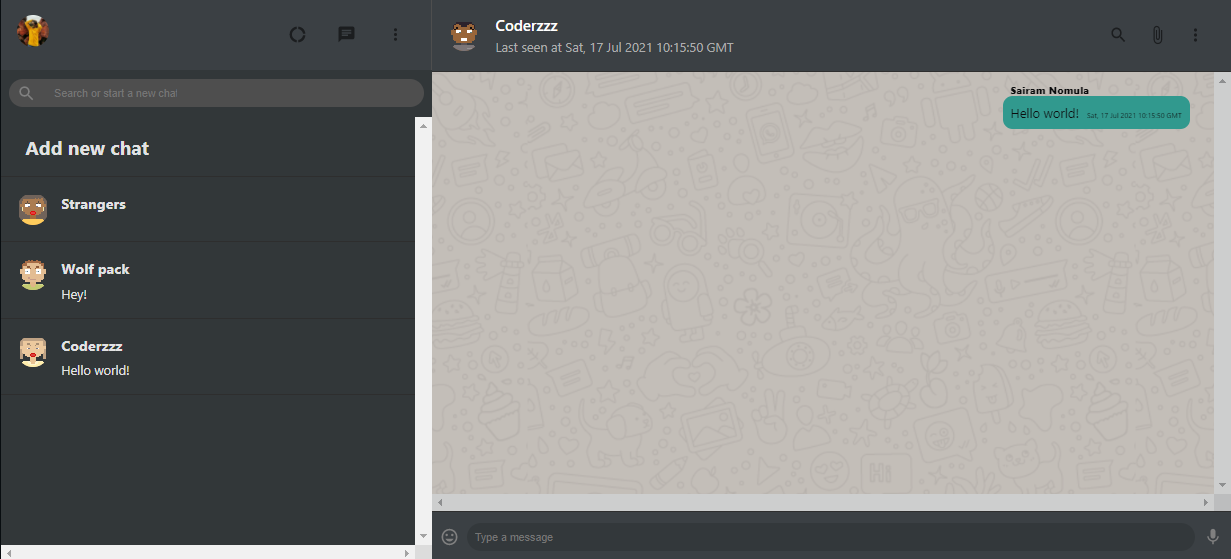 Search or start a new chat
Add new chat
Strangers
Wolf pack
Hey!
Coderzzz
Hello world!
Coderzzz
Last seen at Sat, 17 Jul 2021 10:15:50 GMT
Sairam Nomula
Hello world! Sat, 17 Jul 2021 10:15:50 GMT
Hi
Type a message